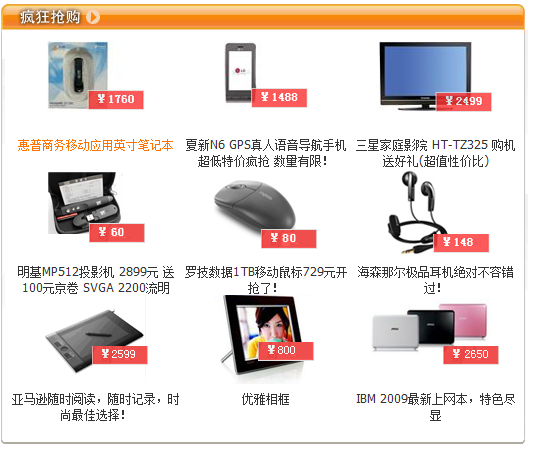 疯狂抢购
¥ 1760
LG
¥ 1488
¥ 2499
惠普商务移动应用英寸笔记本
夏新N6 GPS真人语音导航手机
超低特价疯抢 数量有限!
三星家庭影院 HT-TZ325 购机
送好礼(超值性价比)
¥ 60
¥ 80
¥ 148
明基MP512投影机 2899元 送
100元京卷 SVGA 2200流明
罗技数据1TB移动鼠标729元开
抢了!
海森那尔极品耳机绝对不容错
过!
¥ 2599
¥ 800
¥ 2650
亚马逊随时阅读，随时记录，时
尚最佳选择!
优雅相框
IBM 2009最新上网本，特色尽
显